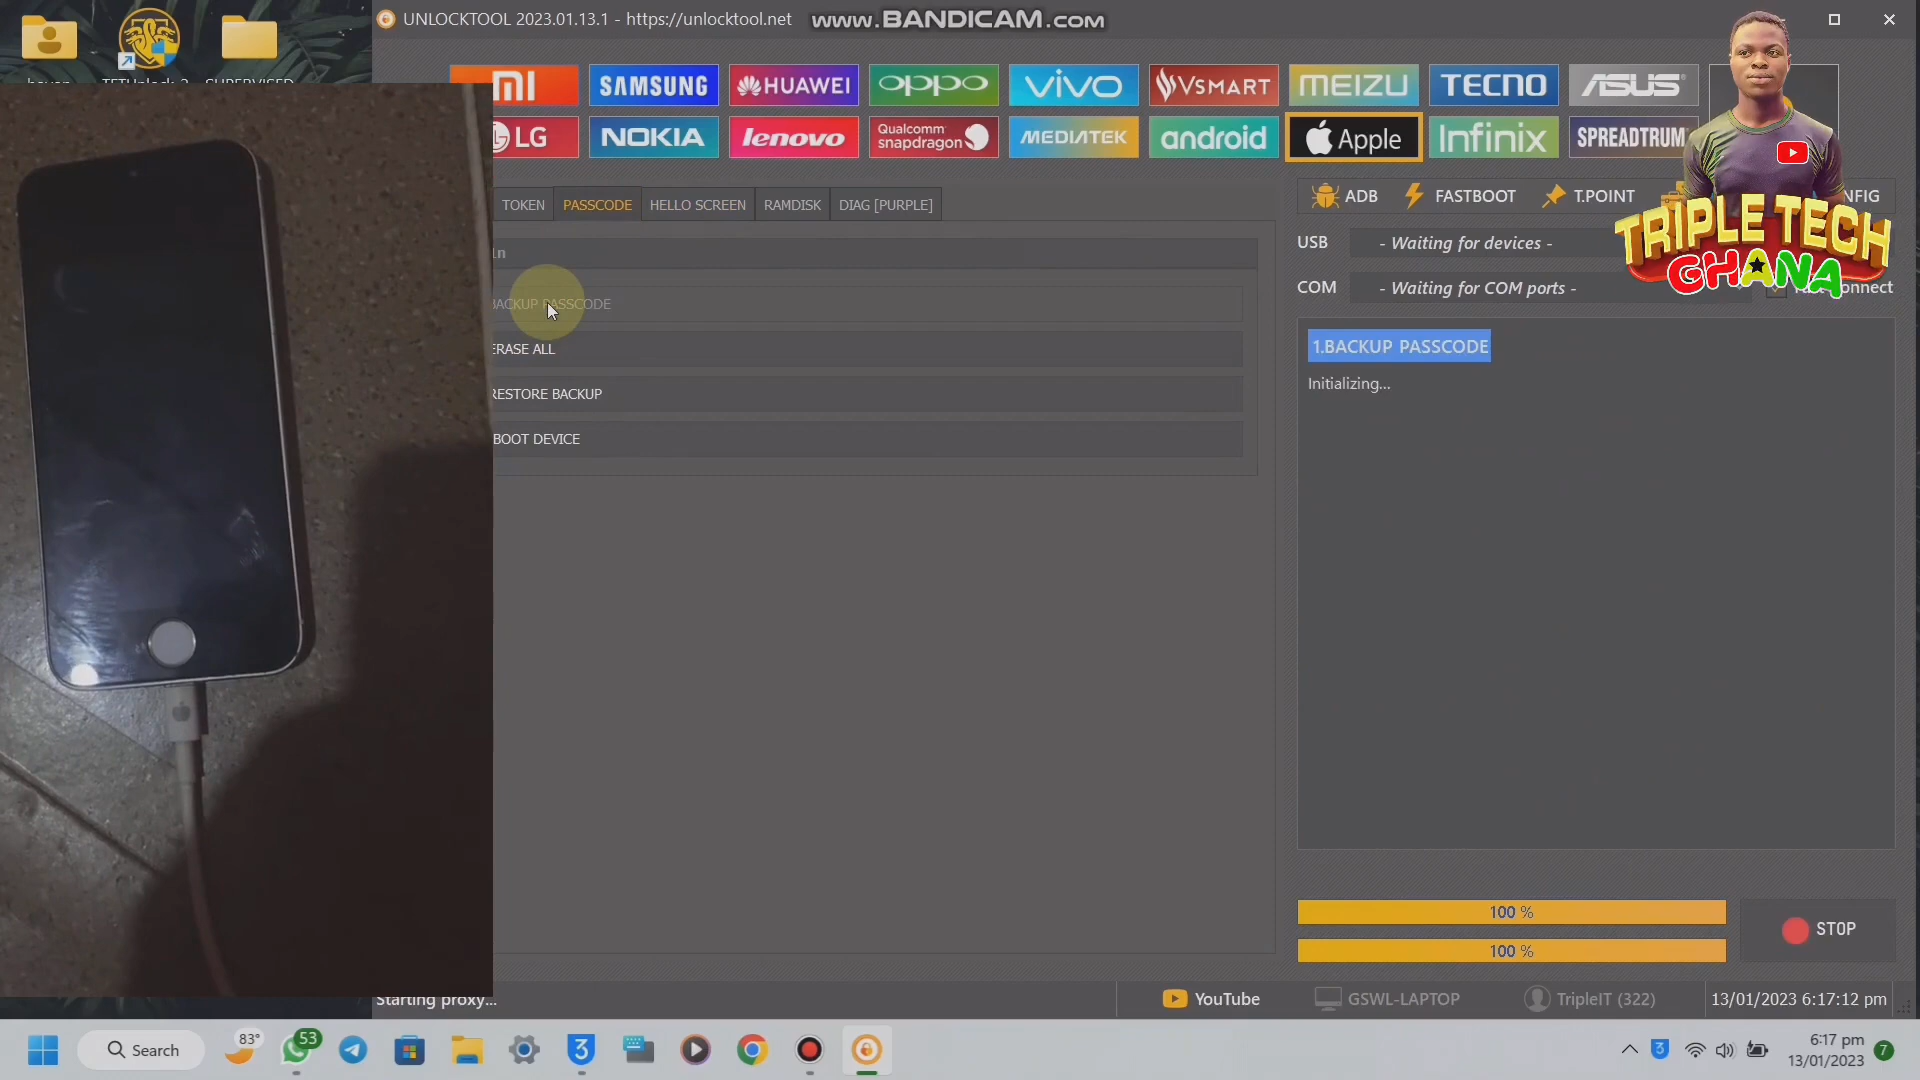 UNLOCKTOOL 2023.01.13.1 - https://unlocktool.net
www.BANDICAM.com
MI
SAMSUNG
HUAWEI
oppo
vivo
VSMART
MEIZU
TECNO
ASUS
LG
NOKIA
lenovo
Qualcomm
snapdragon
MEDIATEK
android
Apple
Infinix
SPREADTRUM
TOKEN
PASSCODE
HELLO SCREEN
RAMDISK
DIAG [PURPLE]
ADB
FASTBOOT
T.POINT
NFIG
TRIPLE TECH
GHANA
USB
- Waiting for devices -
COM
- Waiting for COM ports -
BACKUP PASSCODE
ERASE ALL
RESTORE BACKUP
BOOT DEVICE
1.BACKUP PASSCODE
Initializing...
100 %
100 %
STOP
Starting proxy...
YouTube
GSWL-LAPTOP
TripleIT (322)
13/01/2023 6:17:12 pm
83°
53
Search
6:17 pm
13/01/2023
7